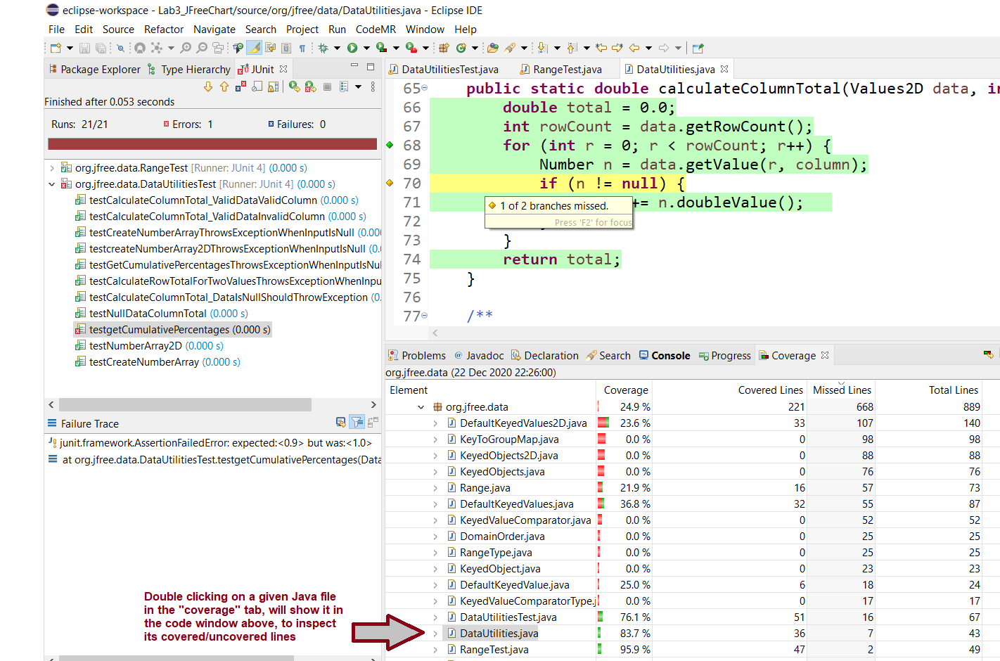 eclipse-workspace - Lab3_JFreeChart/source/org/jfree/data/DataUtilities.java - Eclipse IDE
File Edit Source Refactor Navigate Search Project Run CodeMR Window Help
Package Explorer Type Hierarchy JUnit
Finished after 0.053 seconds
Runs: 21/21 Errors: 1 Failures: 0
org.jfree.data.RangeTest [Runner: JUnit 4] (0.000 s)
org.jfree.data.DataUtilitiesTest [Runner: JUnit 4] (0.000 s)
testCalculateColumnTotal_ValidDataValidColumn (0.000 s)
testCalculateColumnTotal_ValidDataInvalidColumn (0.000 s)
testCreateNumberArrayThrowsExceptionWhenInputIsNull (0.00
testcreateNumberArray2DThrowsExceptionWhenInputIsNull (0.
testGetCumulativePercentagesThrowsExceptionWhenInputIsNu
testCalculateRowTotalForTwoValuesThrowsExceptionWhenInpu
testCalculateColumnTotal_DataIsNullShouldThrowException (0.
testNullDataColumnTotal (0.000 s)
testgetCumulativePercentages (0.000 s)
testNumberArray2D (0.000 s)
testCreateNumberArray (0.000 s)
Failure Trace
junit.framework.AssertionFailedError: expected:<0.9> but was:<1.0>
at org.jfree.data.DataUtilitiesTest.testgetCumulativePercentages(Data
Double clicking on a given Java file
in the "coverage" tab, will show it in
the code window above, to inspect
its covered/uncovered lines
DataUtilitiesTest.java RangeTest.java DataUtilities.java
65 public static double calculateColumnTotal(Values2D data, in
66 double total = 0.0;
67 int rowCount = data.getRowCount();
68 for (int r = 0; r < rowCount; r++) {
69 Number n = data.getValue(r, column);
70 if (n != null) {
71 += n.doubleValue();
1 of 2 branches missed.
Press 'F2' for focus
72
73 }
74 return total;
75 }
76
77 /**
Problems Javadoc Declaration Search Console Progress Coverage
org.jfree.data (22 Dec 2020 22:26:00)
Element Coverage Covered Lines Missed Lines Total Lines
org.jfree.data 24.9 % 221 668 889
DefaultKeyedValues2D.java 23.6 % 33 107 140
KeyToGroupMap.java 0.0 % 0 98 98
KeyedObjects2D.java 0.0 % 0 88 88
KeyedObjects.java 0.0 % 0 76 76
Range.java 21.9 % 16 57 73
DefaultKeyedValues.java 36.8 % 32 55 87
KeyedValueComparator.java 0.0 % 0 52 52
DomainOrder.java 0.0 % 0 25 25
RangeType.java 0.0 % 0 25 25
KeyedObject.java 0.0 % 0 23 23
DefaultKeyedValue.java 25.0 % 6 18 24
KeyedValueComparatorType.j 0.0 % 0 17 17
DataUtilitiesTest.java 76.1 % 51 16 67
DataUtilities.java 83.7 % 36 7 43
RangeTest.java 95.9 % 47 2 49